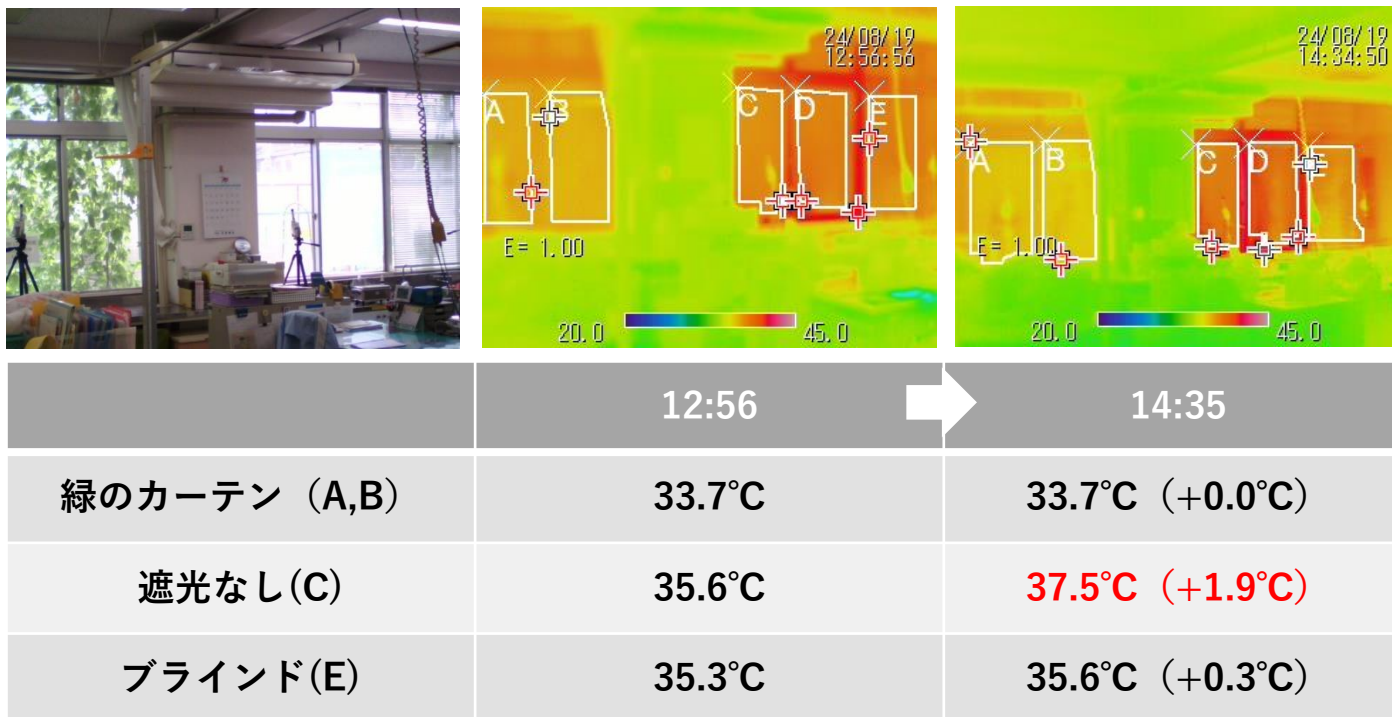 24/08/19
12:56:56
A
B
C
D
E
E= 1.00
20.0
45.0
24/08/19
14:34:50
A
B
C
D
E= 1.00
20.0
45.0
12:56
14:35
緑のカーテン（A,B）
33.7℃
33.7℃（+0.0℃）
遮光なし(C)
35.6℃
37.5℃（+1.9℃）
ブラインド(E)
35.3℃
35.6℃（+0.3℃）